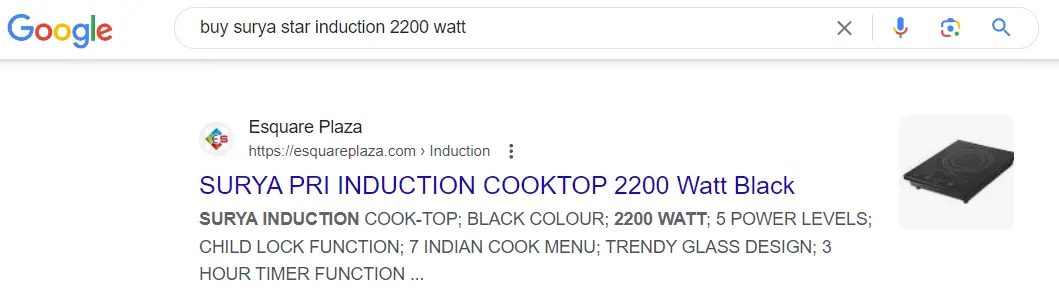 Google
buy surya star induction 2200 watt
Esquare Plaza
https://esquareplaza.com › Induction
SURYA PRI INDUCTION COOKTOP 2200 Watt Black
SURYA INDUCTION COOK-TOP; BLACK COLOUR; 2200 WATT; 5 POWER LEVELS;
CHILD LOCK FUNCTION; 7 INDIAN COOK MENU; TRENDY GLASS DESIGN; 3
HOUR TIMER FUNCTION ...